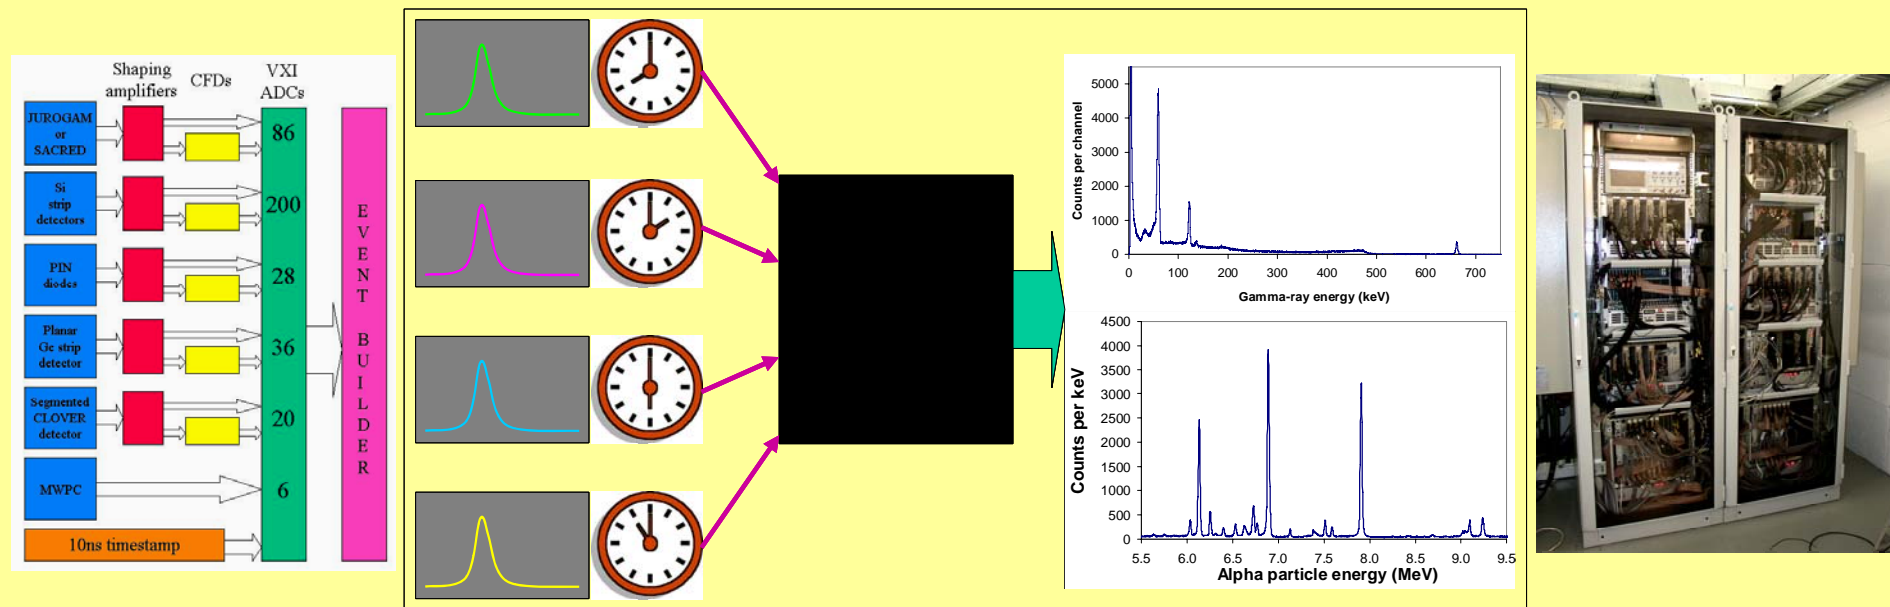 Shaping
amplifiers
CFDs
VXI
ADCs
JUROGAM
or
SACRED
86
Si
strip
detectors
200
PIN
diodes
28
Planar
Ge strip
detector
36
Segmented
CLOVER
detector
20
MWPC
6
10ns timestamp
EVENT
BUILDER
Counts per channel
5000
4000
3000
2000
1000
0
0 100 200 300 400 500 600 700
Gamma-ray energy (keV)
Counts per keV
4500
4000
3500
3000
2500
2000
1500
1000
500
0
5.5 6.0 6.5 7.0 7.5 8.0 8.5 9.0 9.5
Alpha particle energy (MeV)